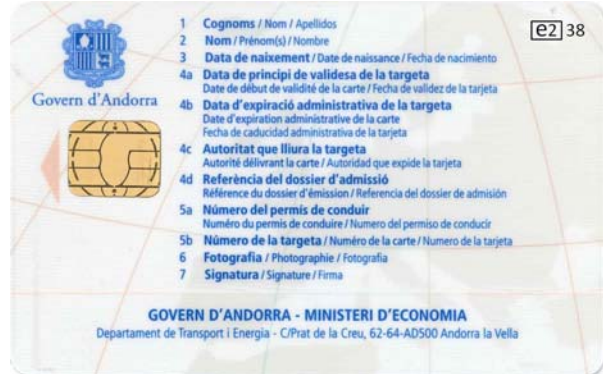 e2 38
Govern d'Andorra
1 Cognoms / Nom / Apellidos
2 Nom / Prénom(s) / Nombre
3 Data de naixement / Date de naissance / Fecha de nacimiento
4a Data de principi de validesa de la targeta
Date de début de validité de la carte / Fecha de validez de la tarjeta
4b Data d'expiració administrativa de la targeta
Date d'expiration administrative de la carte
Fecha de caducidad administrativa de la tarjeta
4c Autoritat que lliura la targeta
Autorité délivrant la carte / Autoridad que expide la tarjeta
4d Referència del dossier d'admissió
Référence du dossier d'émission / Referencia del dossier de admisión
5a Número del permís de conduir
Numéro du permis de conduire / Numero del permiso de conducir
5b Número de la targeta / Numéro de la carte / Numero de la tarjeta
6 Fotografia / Photographie / Fotografia
7 Signatura / Signature / Firma
GOVERN D'ANDORRA - MINISTERI D'ECONOMIA
Departament de Transport i Energia - C/Prat de la Creu, 62-64-AD500 Andorra la Vella